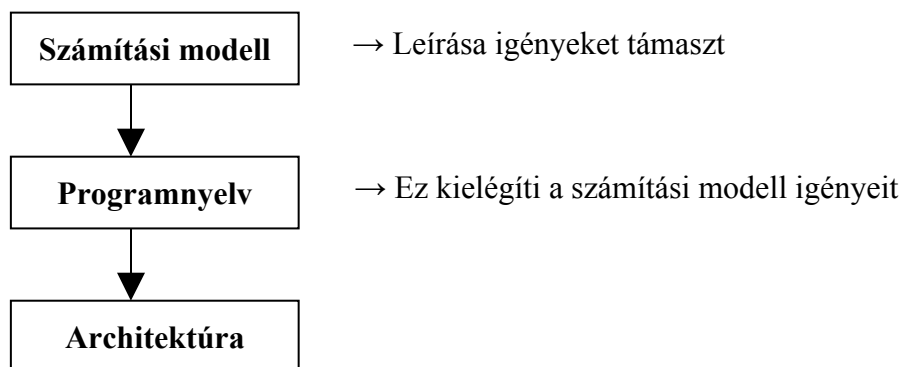 Számítási modell → Leírása igényeket támaszt
Programnyelv → Ez kielégíti a számítási modell igényeit
Architektúra